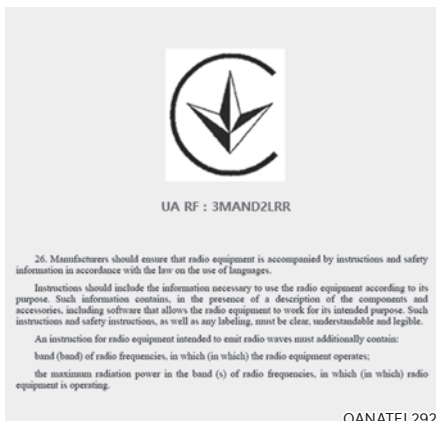 UA RF : 3MAND2LRR
26. Manufacturers should ensure that radio equipment is accompanied by instructions and safety
information in accordance with the law on the use of languages.
Instructions should include the information necessary to use the radio equipment according to its
purpose. Such information contains, in the presence of a description of the components and
accessories, including software that allows the radio equipment to work for its intended purpose. Such
instructions and safety instructions, as well as any labeling, must be clear, understandable and legible.
An instruction for radio equipment intended to emit radio waves must additionally contain:
band (band) of radio frequencies, in which (in which) the radio equipment operates;
the maximum radiation power in the band (s) of radio frequencies, in which (in which) radio
equipment is operating.
OANATEL292